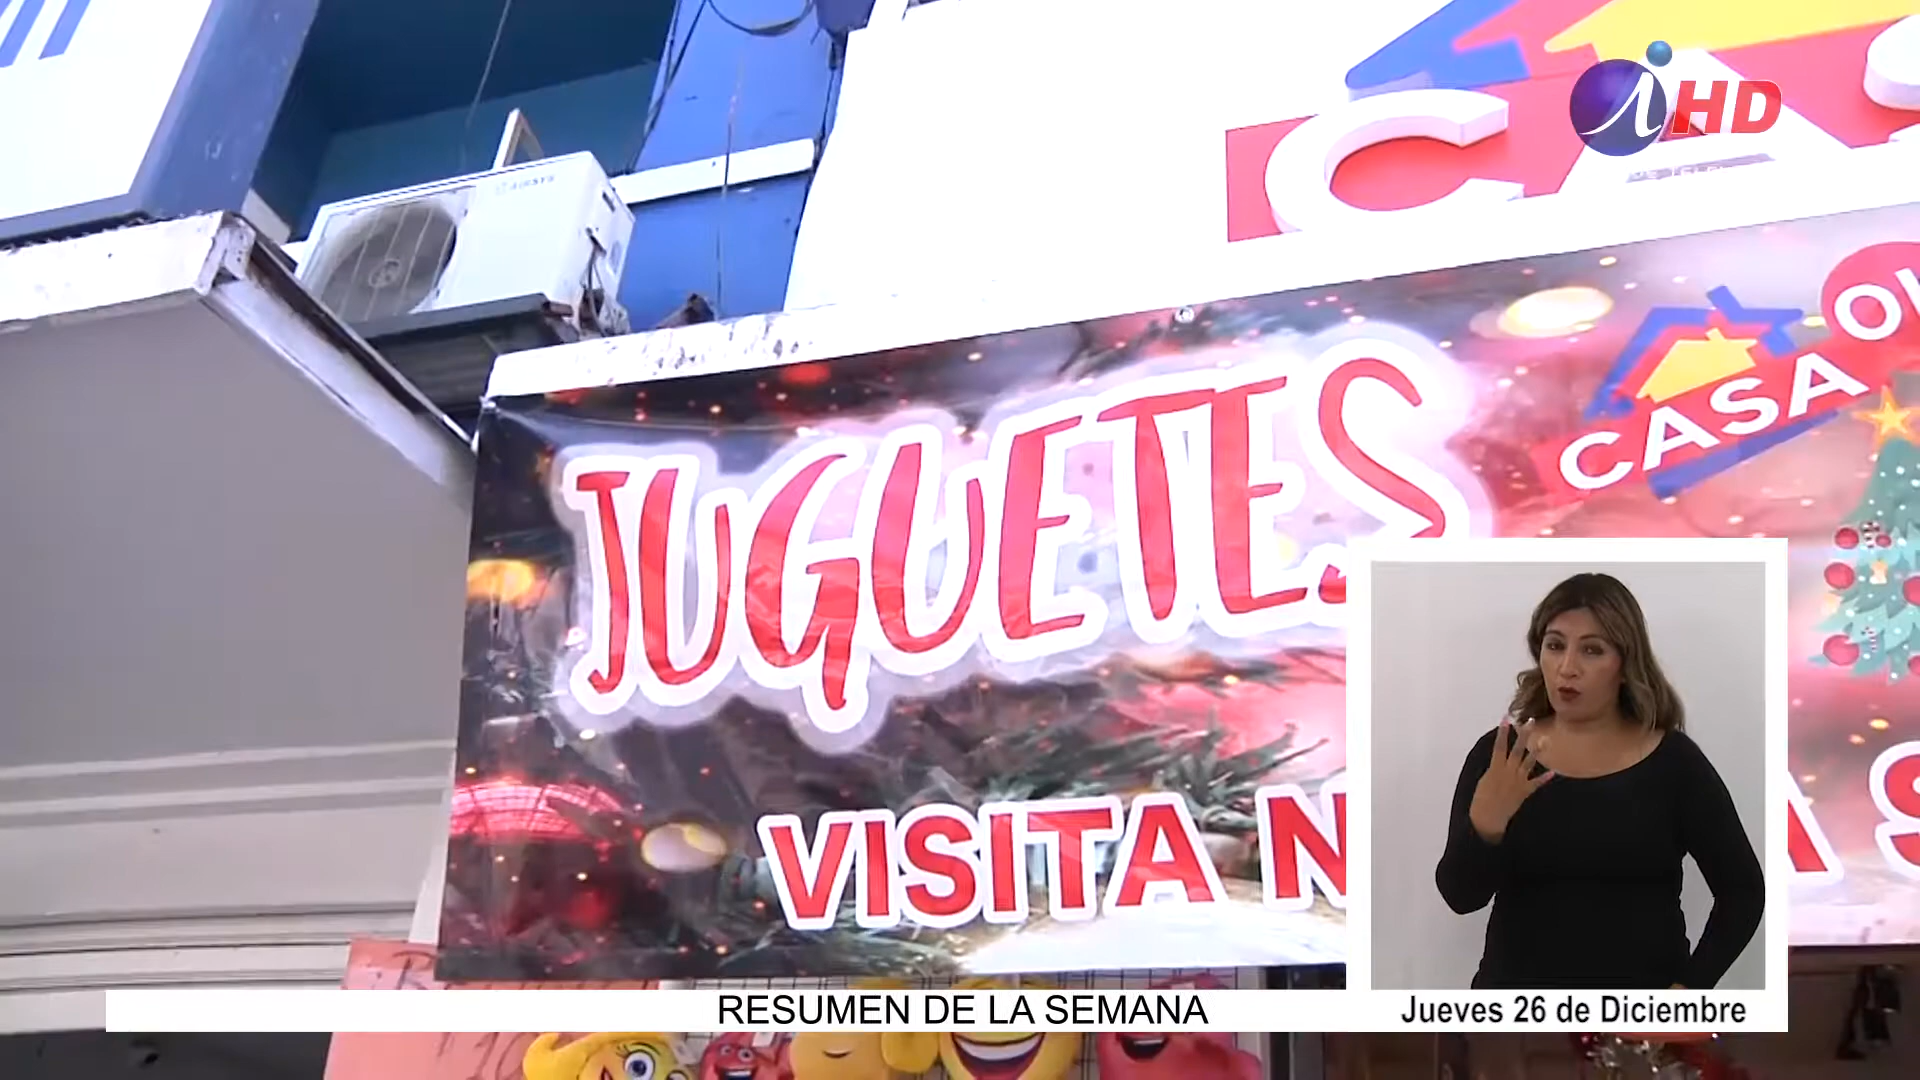 HD
JUGUETES
CASA
VISITA
RESUMEN DE LA SEMANA
Jueves 26 de Diciembre